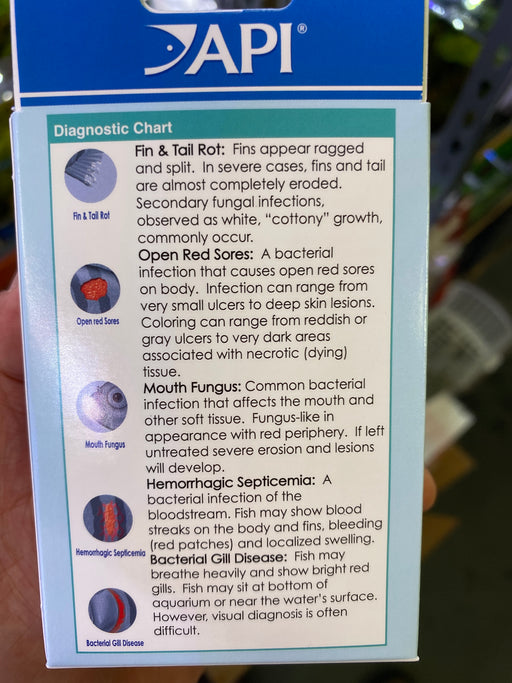 API®
Diagnostic Chart
Fin & Tail Rot: Fins appear ragged
and split. In severe cases, fins and tail
are almost completely eroded.
Secondary fungal infections,
observed as white, “cottony” growth,
commonly occur.
Fin & Tail Rot
Open Red Sores: A bacterial
infection that causes open red sores
on body. Infection can range from
very small ulcers to deep skin lesions.
Coloring can range from reddish or
gray ulcers to very dark areas
associated with necrotic (dying)
tissue.
Open red Sores
Mouth Fungus: Common bacterial
infection that affects the mouth and
other soft tissue. Fungus-like in
appearance with red periphery. If left
untreated severe erosion and lesions
will develop.
Mouth Fungus
Hemorrhagic Septicemia: A
bacterial infection of the
bloodstream. Fish may show blood
streaks on the body and fins, bleeding
(red patches) and localized swelling.
Hemorrhagic Septicemia
Bacterial Gill Disease: Fish may
breathe heavily and show bright red
gills. Fish may sit at bottom of
aquarium or near the water's surface.
However, visual diagnosis is often
difficult.
Bacterial Gill Disease